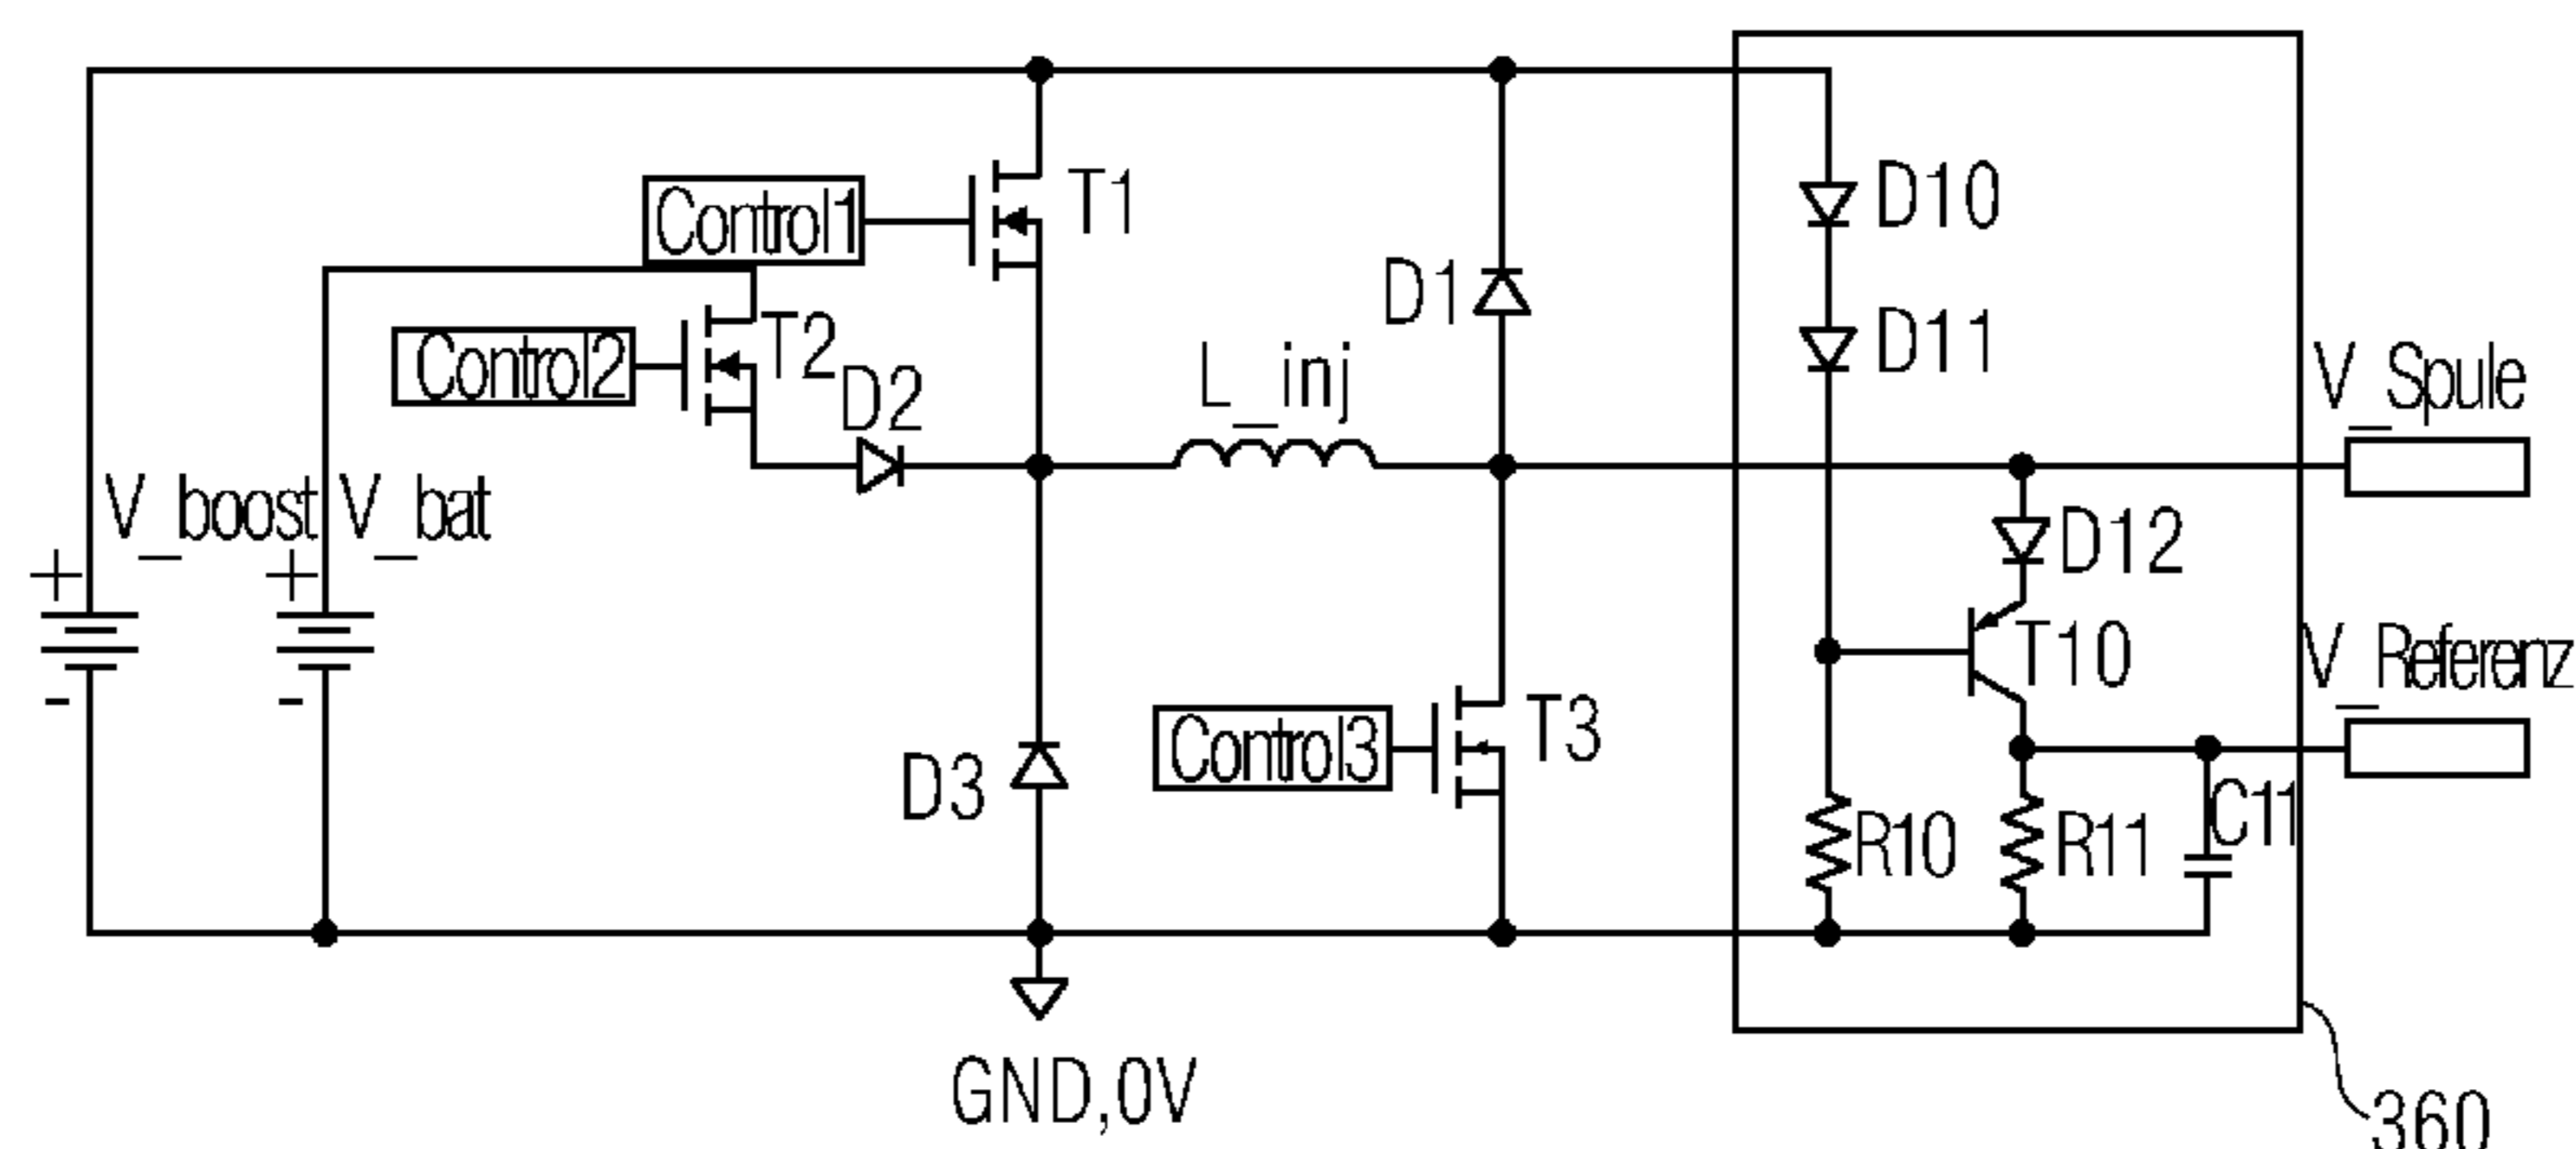 Control1
T1
D10
Control2
T2
D2
D1
D11
L_inj
V_Spule
V_boost
V_bat
D12
+
+
T10
V_Referenz
-
-
D3
Control3
T3
R10
R11
C11
GND,0V
360